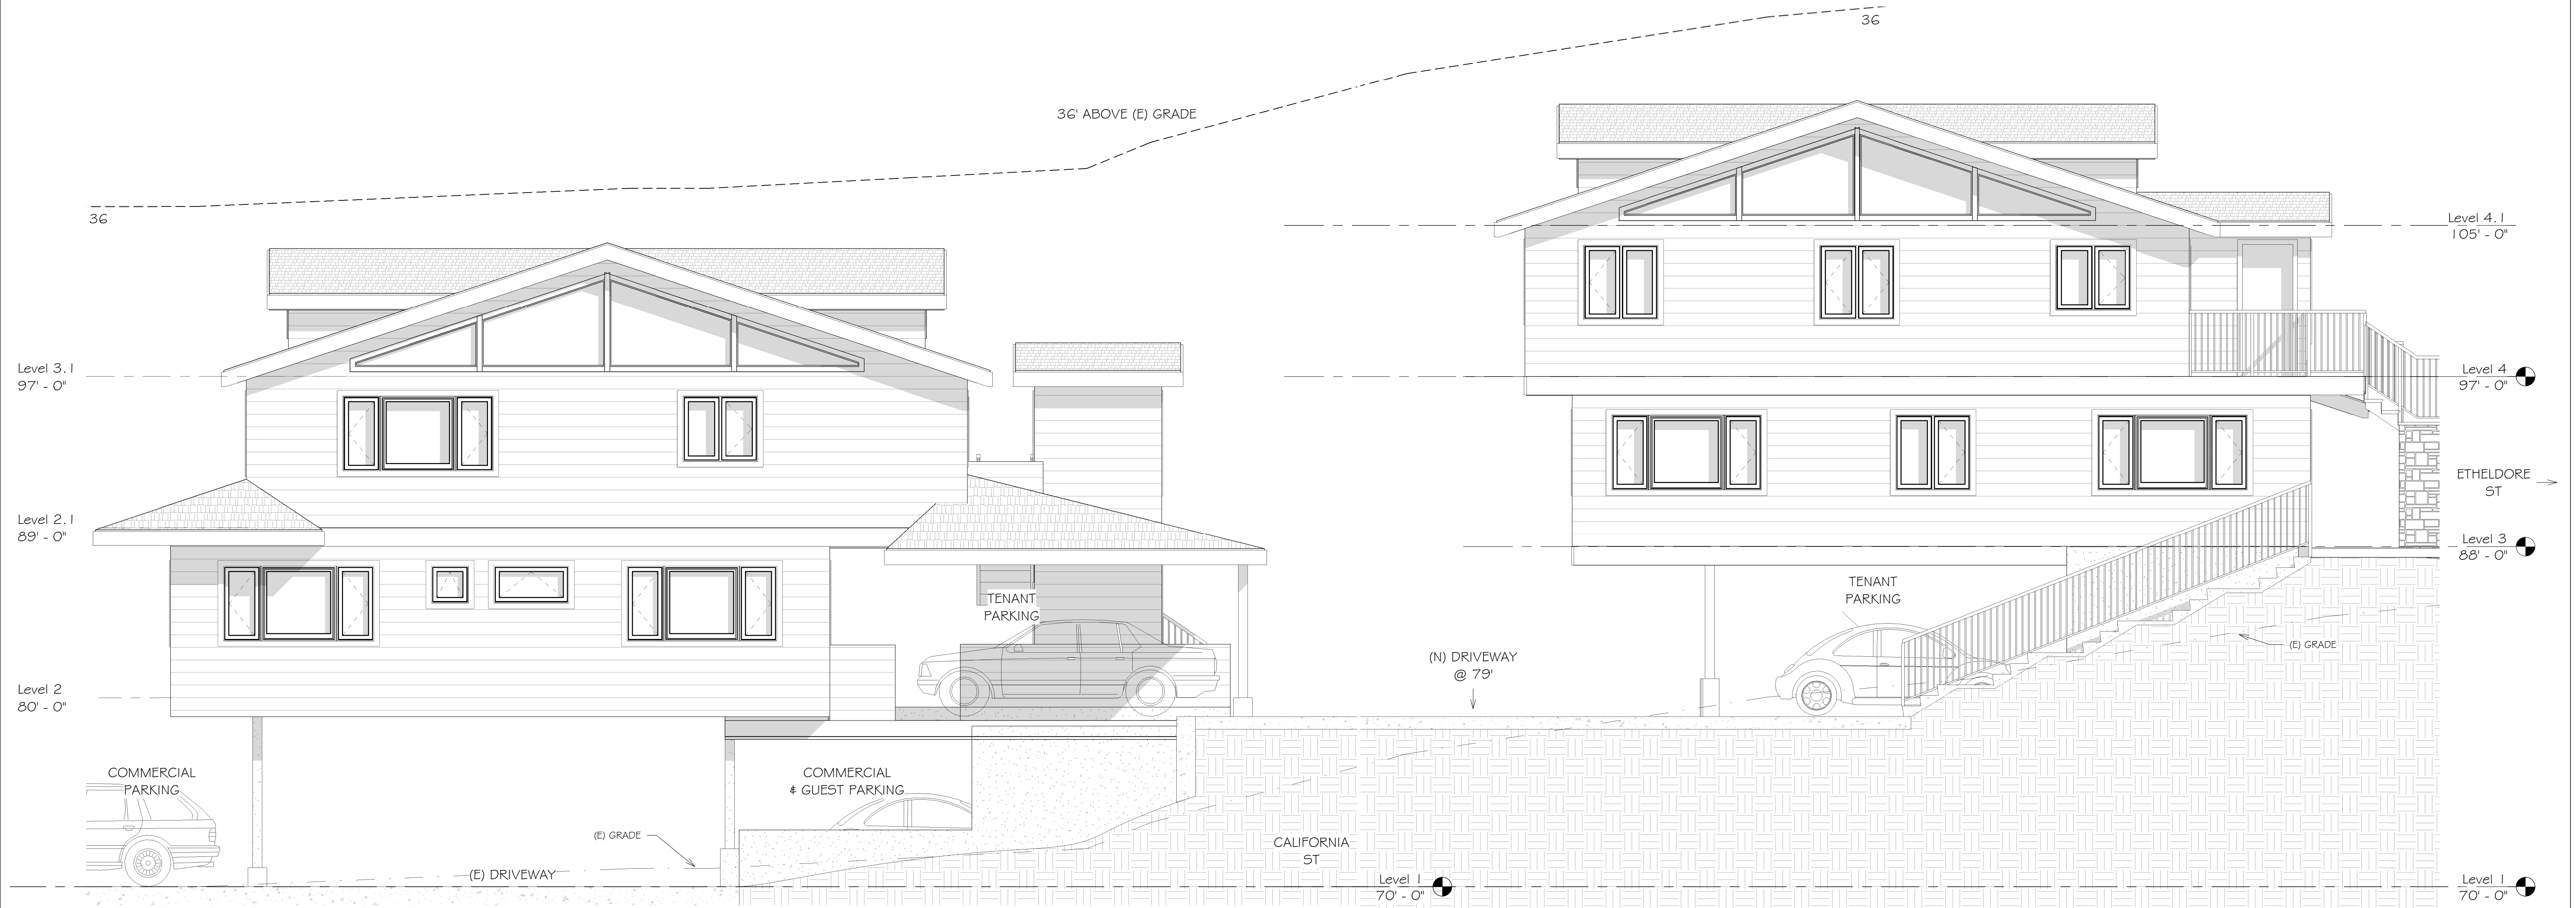 36
36' ABOVE (E) GRADE
36
Level 4.1
105' - 0"
Level 3.1
97' - 0"
Level 4
97' - 0"
ETHELDORE
ST
Level 2.1
89' - 0"
Level 3
88' - 0"
TENANT
PARKING
TENANT
PARKING
(E) GRADE
(N) DRIVEWAY
@ 79'
Level 2
80' - 0"
COMMERCIAL
PARKING
COMMERCIAL
& GUEST PARKING
(E) GRADE
CALIFORNIA
ST
(E) DRIVEWAY
Level 1
70' - 0"
Level 1
70' - 0"